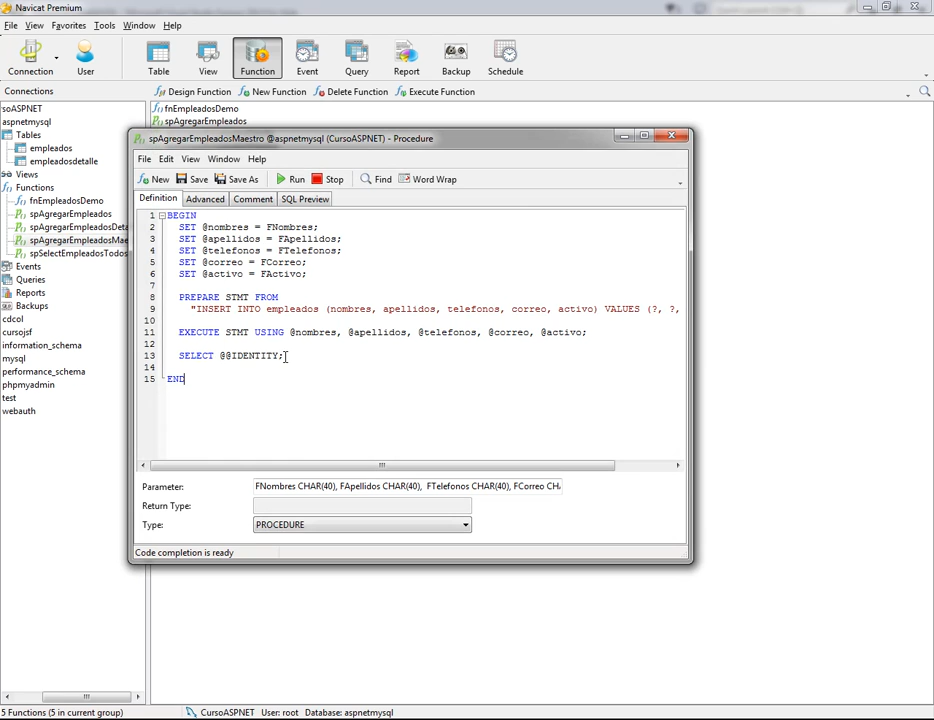 Navicat Premium
File View Favorites Tools Window Help
Connection User Table View Function Event Query Report Backup Schedule
Connections
Design Function New Function Delete Function Execute Function
soASPNET
aspnetmysql
Tables
empleados
empleadosdetalle
Views
Functions
fnEmpleadosDemo
spAgregarEmpleados
spAgregarEmpleadosDeta
spAgregarEmpleadosMae
spSelectEmpleadosTodos
Events
Queries
Reports
Backups
cdcol
cursojsf
information_schema
mysql
performance_schema
phpmyadmin
test
webauth
fnEmpleadosDemo
spAgregarEmpleados
spAgregarEmpleadosMaestro @aspnetmysql (CursoASPNET) - Procedure
File Edit View Window Help
New Save Save As Run Stop Find Word Wrap
Definition Advanced Comment SQL Preview
1 BEGIN
2 SET @nombres = FNombres;
3 SET @apellidos = FApellidos;
4 SET @telefonos = FTelefonos;
5 SET @correo = FCorreo;
6 SET @activo = FActivo;
7
8 PREPARE STMT FROM
9 "INSERT INTO empleados (nombres, apellidos, telefonos, correo, activo) VALUES (?, ?,
10
11 EXECUTE STMT USING @nombres, @apellidos, @telefonos, @correo, @activo;
12
13 SELECT @@IDENTITY;
14
15 END
Parameter: FNombres CHAR(40), FApellidos CHAR(40), FTelefonos CHAR(40), FCorreo CHA
Return Type:
Type: PROCEDURE
Code completion is ready
5 Functions (5 in current group) CursoASPNET User: root Database: aspnetmysql